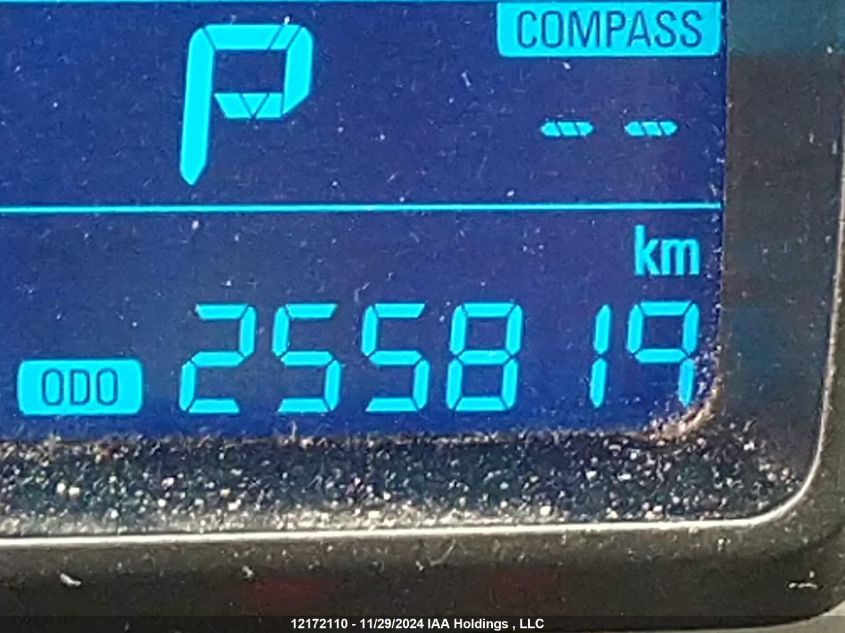 P COMPASS
--
km
ODO 255819
12172110 - 11/29/2024 IAA Holdings , LLC